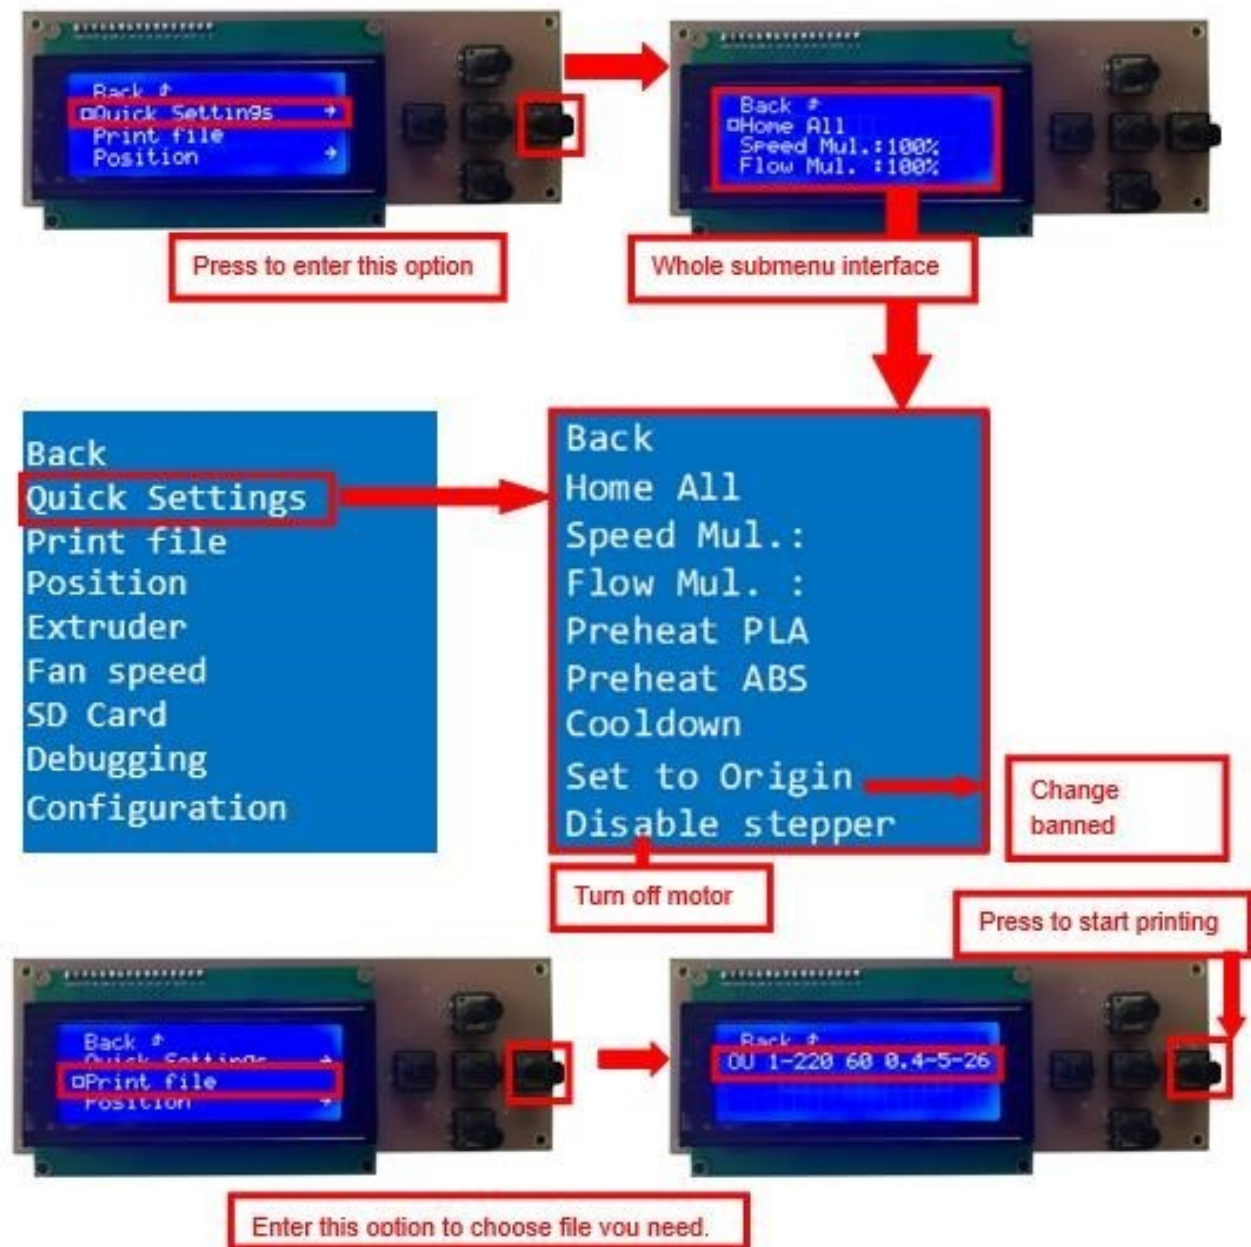 Back
Quick Settings
Print file
Position
Back
Home All
Speed Mul.:100%
Flow Mul. :100%
Press to enter this option
Whole submenu interface
Back
Quick Settings
Print file
Position
Extruder
Fan speed
SD Card
Debugging
Configuration
Back
Home All
Speed Mul.:
Flow Mul. :
Preheat PLA
Preheat ABS
Cooldown
Set to Origin
Disable stepper
Change
banned
Turn off motor
Press to start printing
Back
Quick Settings
Print file
Position
Back
OU 1-220 60 0.4-5-26
Enter this option to choose file you need.